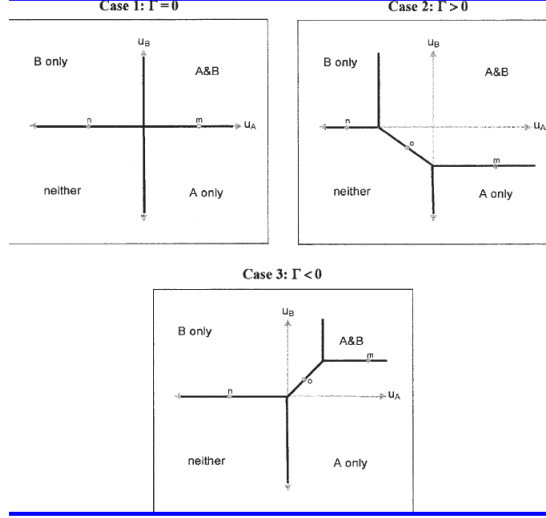 Case 1: Γ = 0
u_B
B only
A&B
n
m
u_A
neither
A only
Case 2: Γ > 0
u_B
B only
A&B
n
u_A
o
m
neither
A only
Case 3: Γ < 0
u_B
B only
A&B
m
o
n
u_A
neither
A only